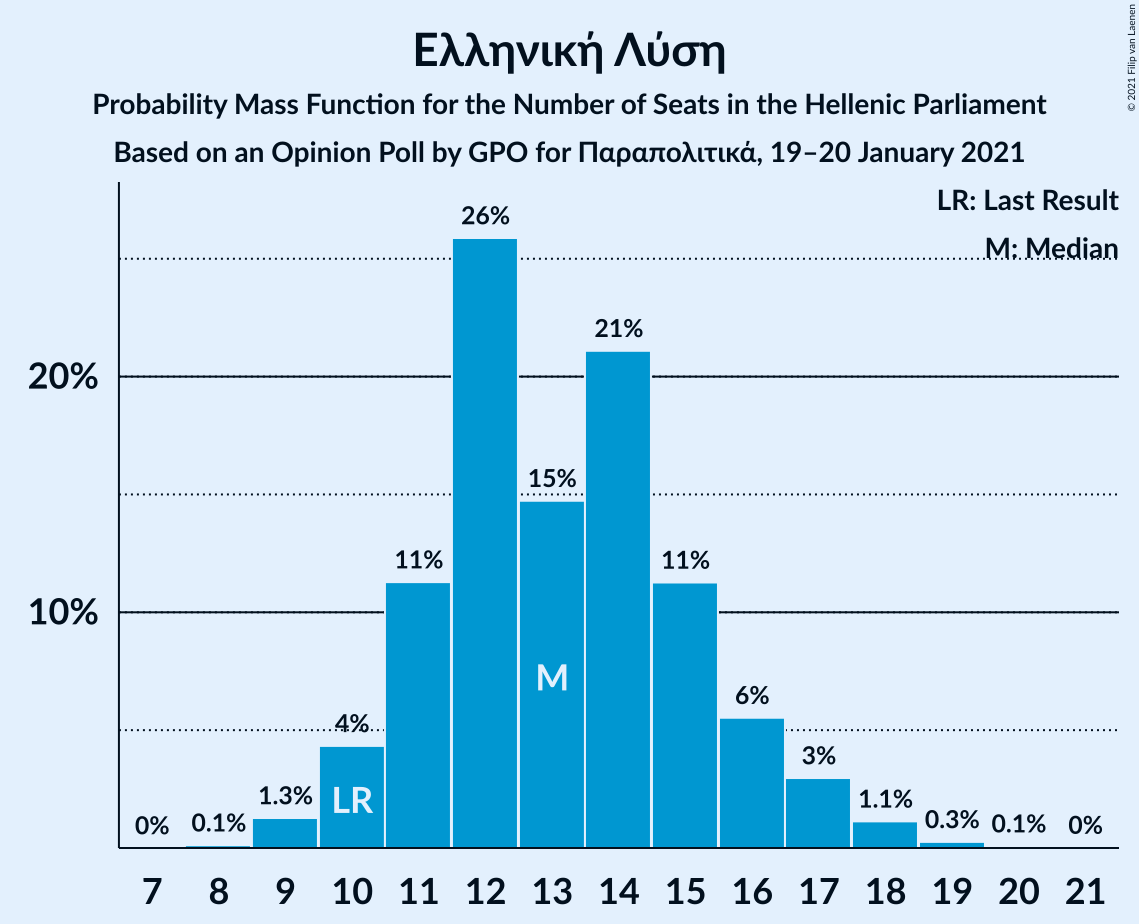 Ελληνική Λύση
Probability Mass Function for the Number of Seats in the Hellenic Parliament
Based on an Opinion Poll by GPO for Παραπολιτικά, 19–20 January 2021
© 2021 Filip van Laenen
LR: Last Result
M: Median
20%
10%
0%
0.1%
1.3%
4%
11%
26%
15%
21%
11%
6%
3%
1.1%
0.3%
0.1%
0%
LR
M
7 8 9 10 11 12 13 14 15 16 17 18 19 20 21